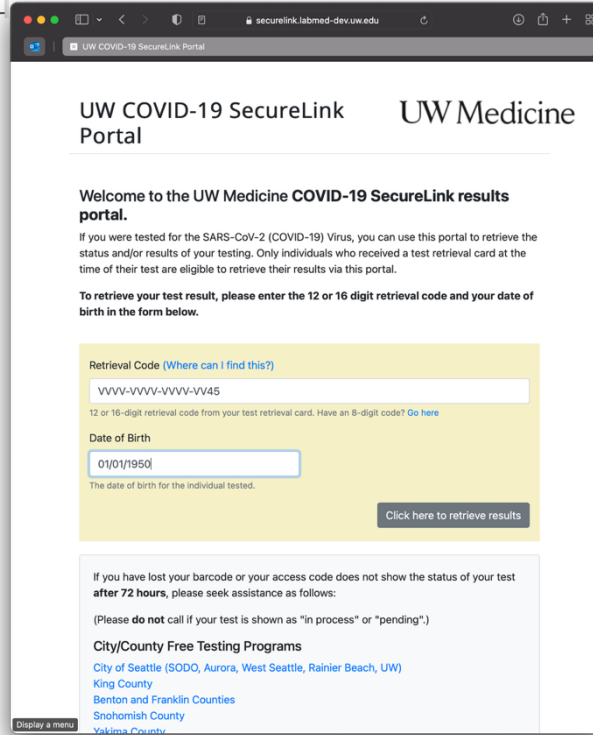 securelink.labmed-dev.uw.edu
UW COVID-19 SecureLink Portal
UW COVID-19 SecureLink
Portal
UW Medicine
Welcome to the UW Medicine COVID-19 SecureLink results
portal.
If you were tested for the SARS-CoV-2 (COVID-19) Virus, you can use this portal to retrieve the
status and/or results of your testing. Only individuals who received a test retrieval card at the
time of their test are eligible to retrieve their results via this portal.
To retrieve your test result, please enter the 12 or 16 digit retrieval code and your date of
birth in the form below.
Retrieval Code (Where can I find this?)
VVVV-VVVV-VVVV-VV45
12 or 16-digit retrieval code from your test retrieval card. Have an 8-digit code? Go here
Date of Birth
01/01/1950
The date of birth for the individual tested.
Click here to retrieve results
If you have lost your barcode or your access code does not show the status of your test
after 72 hours, please seek assistance as follows:
(Please do not call if your test is shown as "in process" or "pending".)
City/County Free Testing Programs
City of Seattle (SODO, Aurora, West Seattle, Rainier Beach, UW)
King County
Benton and Franklin Counties
Snohomish County
Yakima County
Display a menu